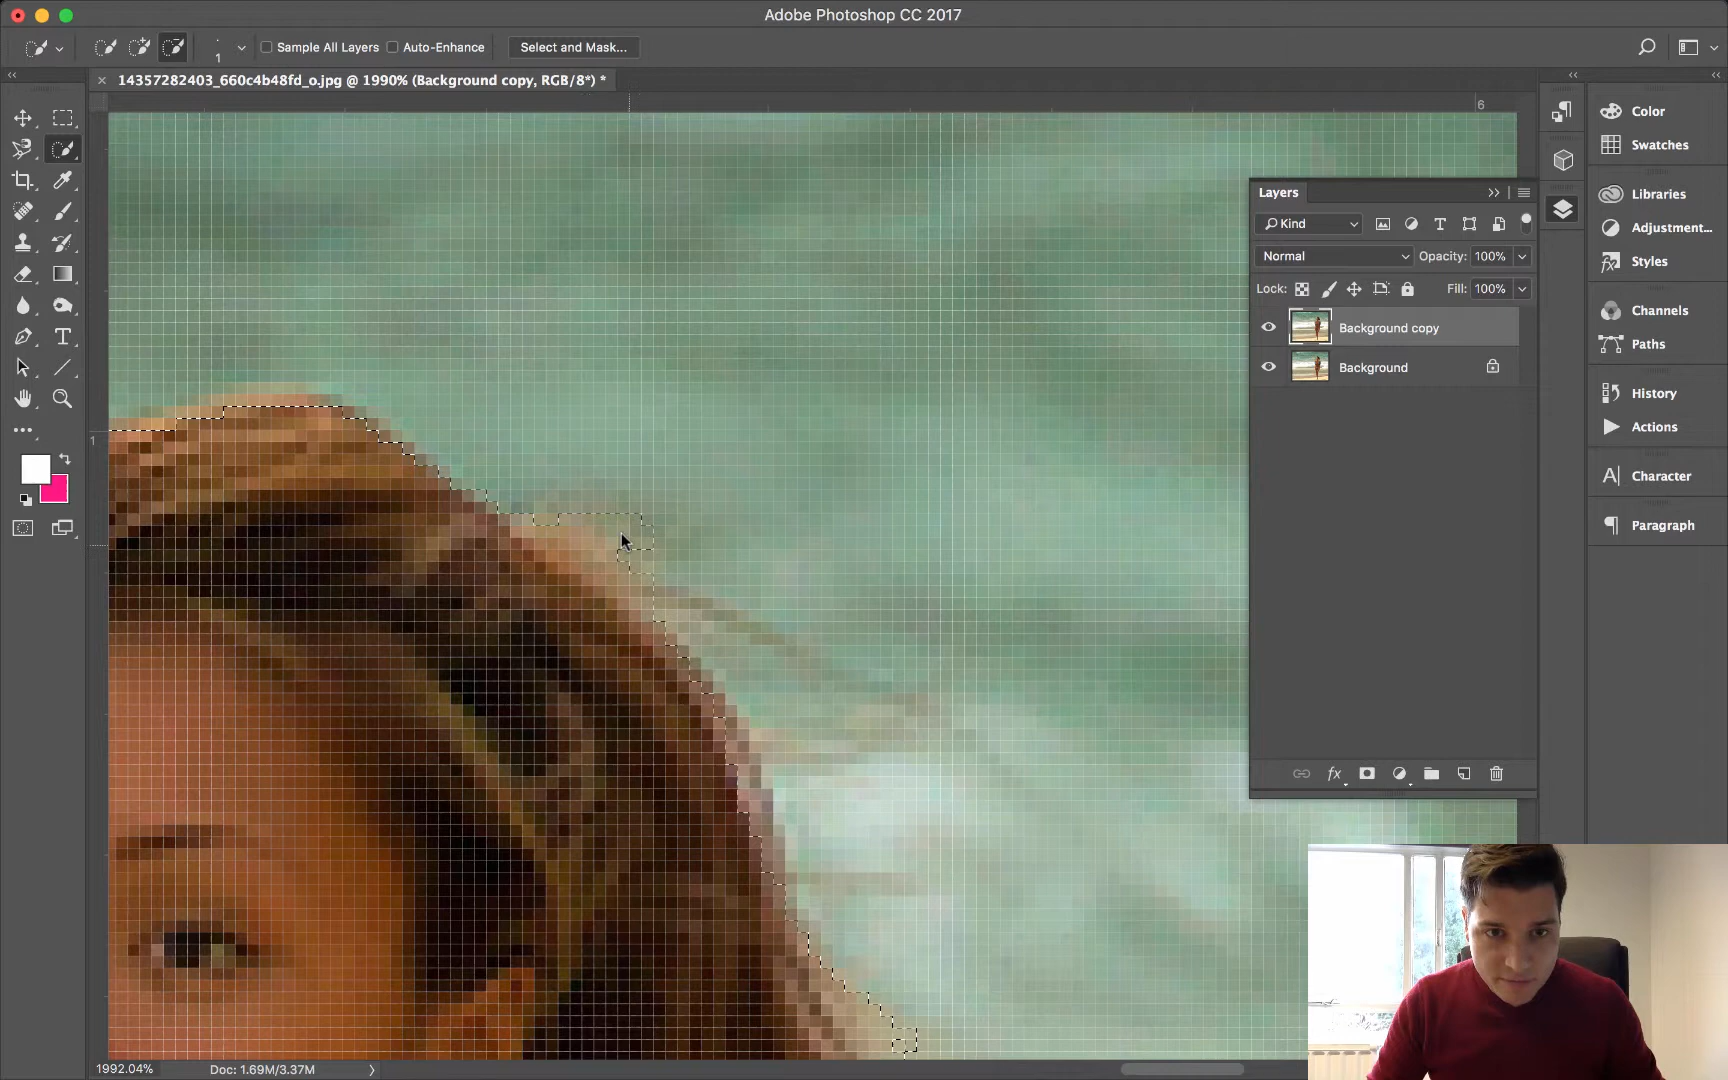 Adobe Photoshop CC 2017
1
Sample All Layers
Auto-Enhance
Select and Mask...
14357282403_660c4b48fd_o.jpg @ 1990% (Background copy, RGB/8*) *
6
1
Layers
Kind
Normal
Opacity: 100%
Lock:
Fill: 100%
Background copy
Background
Color
Swatches
Libraries
Adjustment...
Styles
Channels
Paths
History
Actions
Character
Paragraph
1992.04%
Doc: 1.69M/3.37M